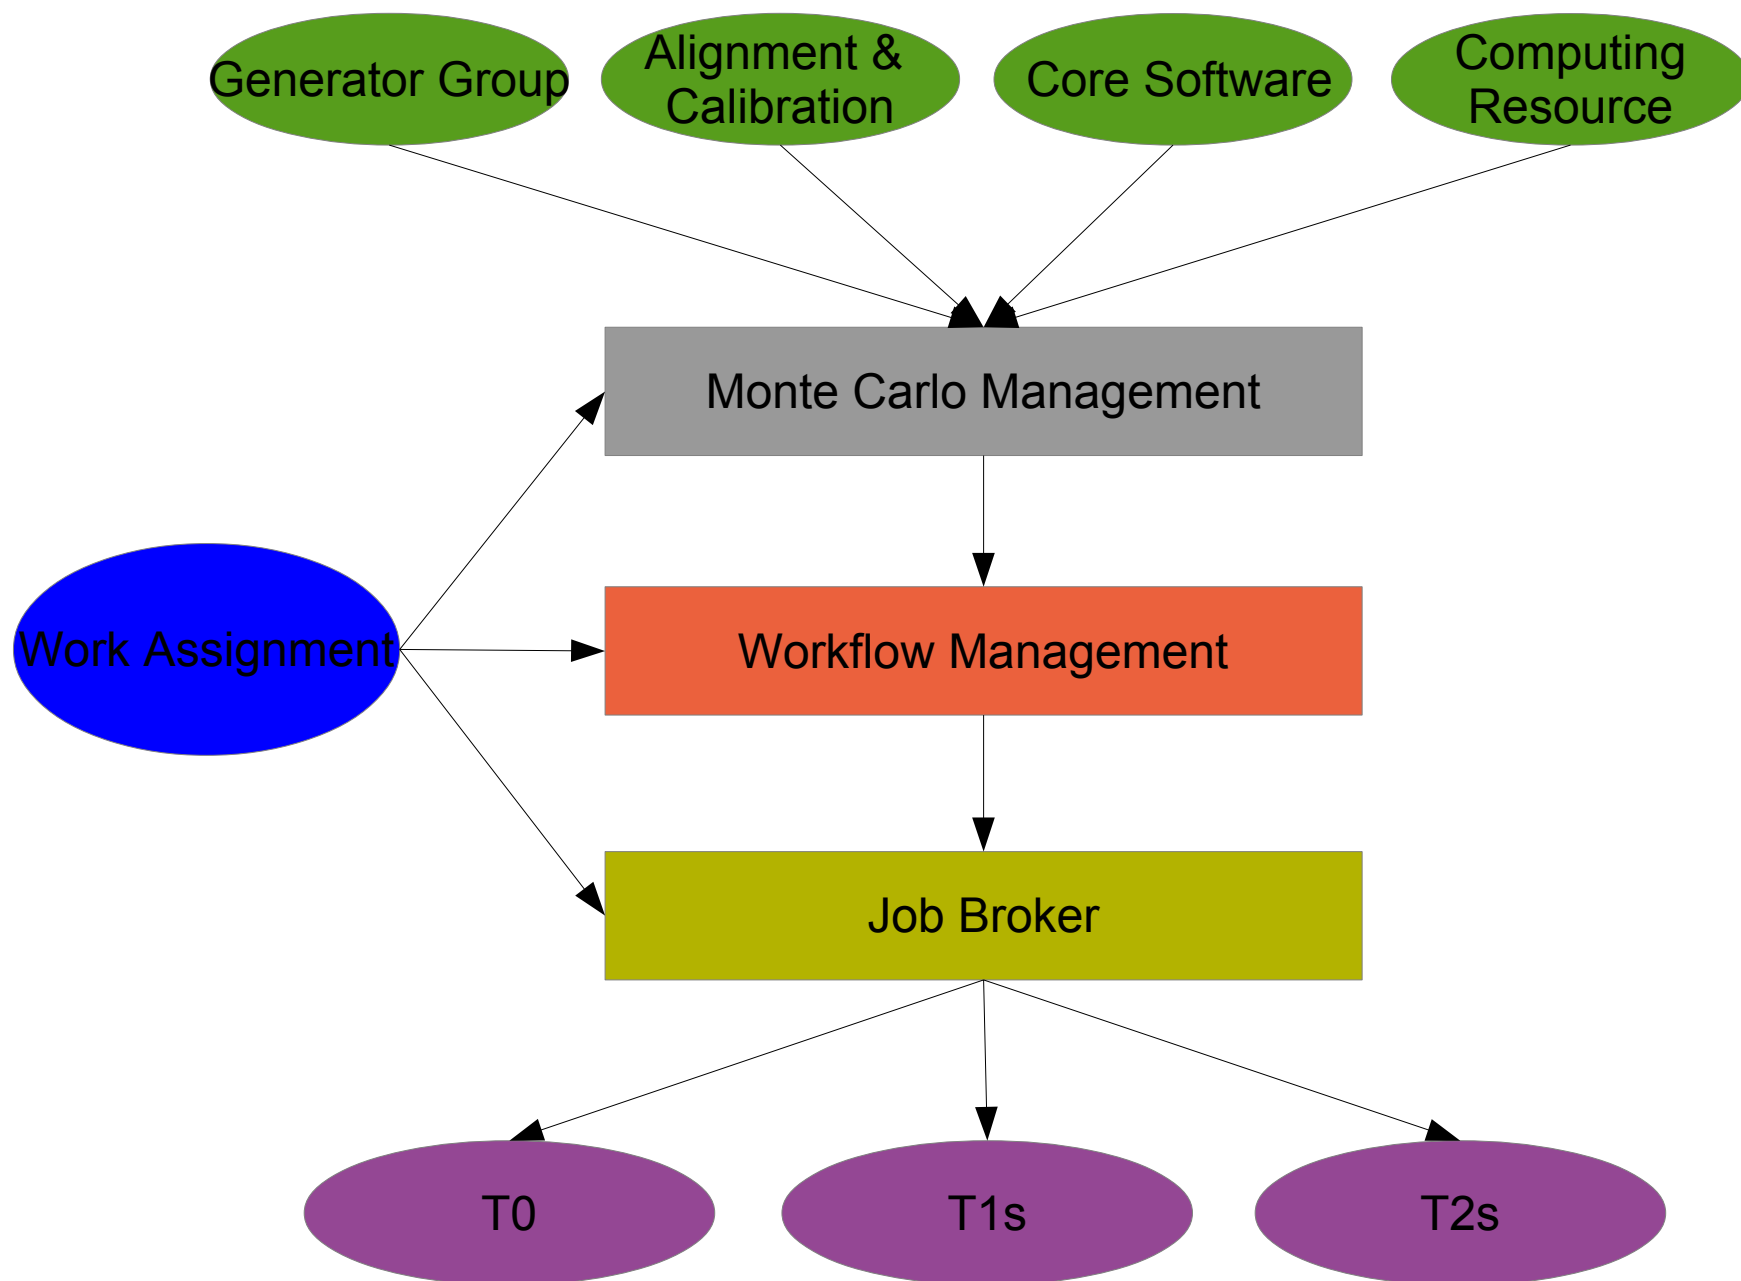 Generator Group
Alignment &
Calibration
Core Software
Computing
Resource
Monte Carlo Management
Work Assignment
Workflow Management
Job Broker
T0
T1s
T2s